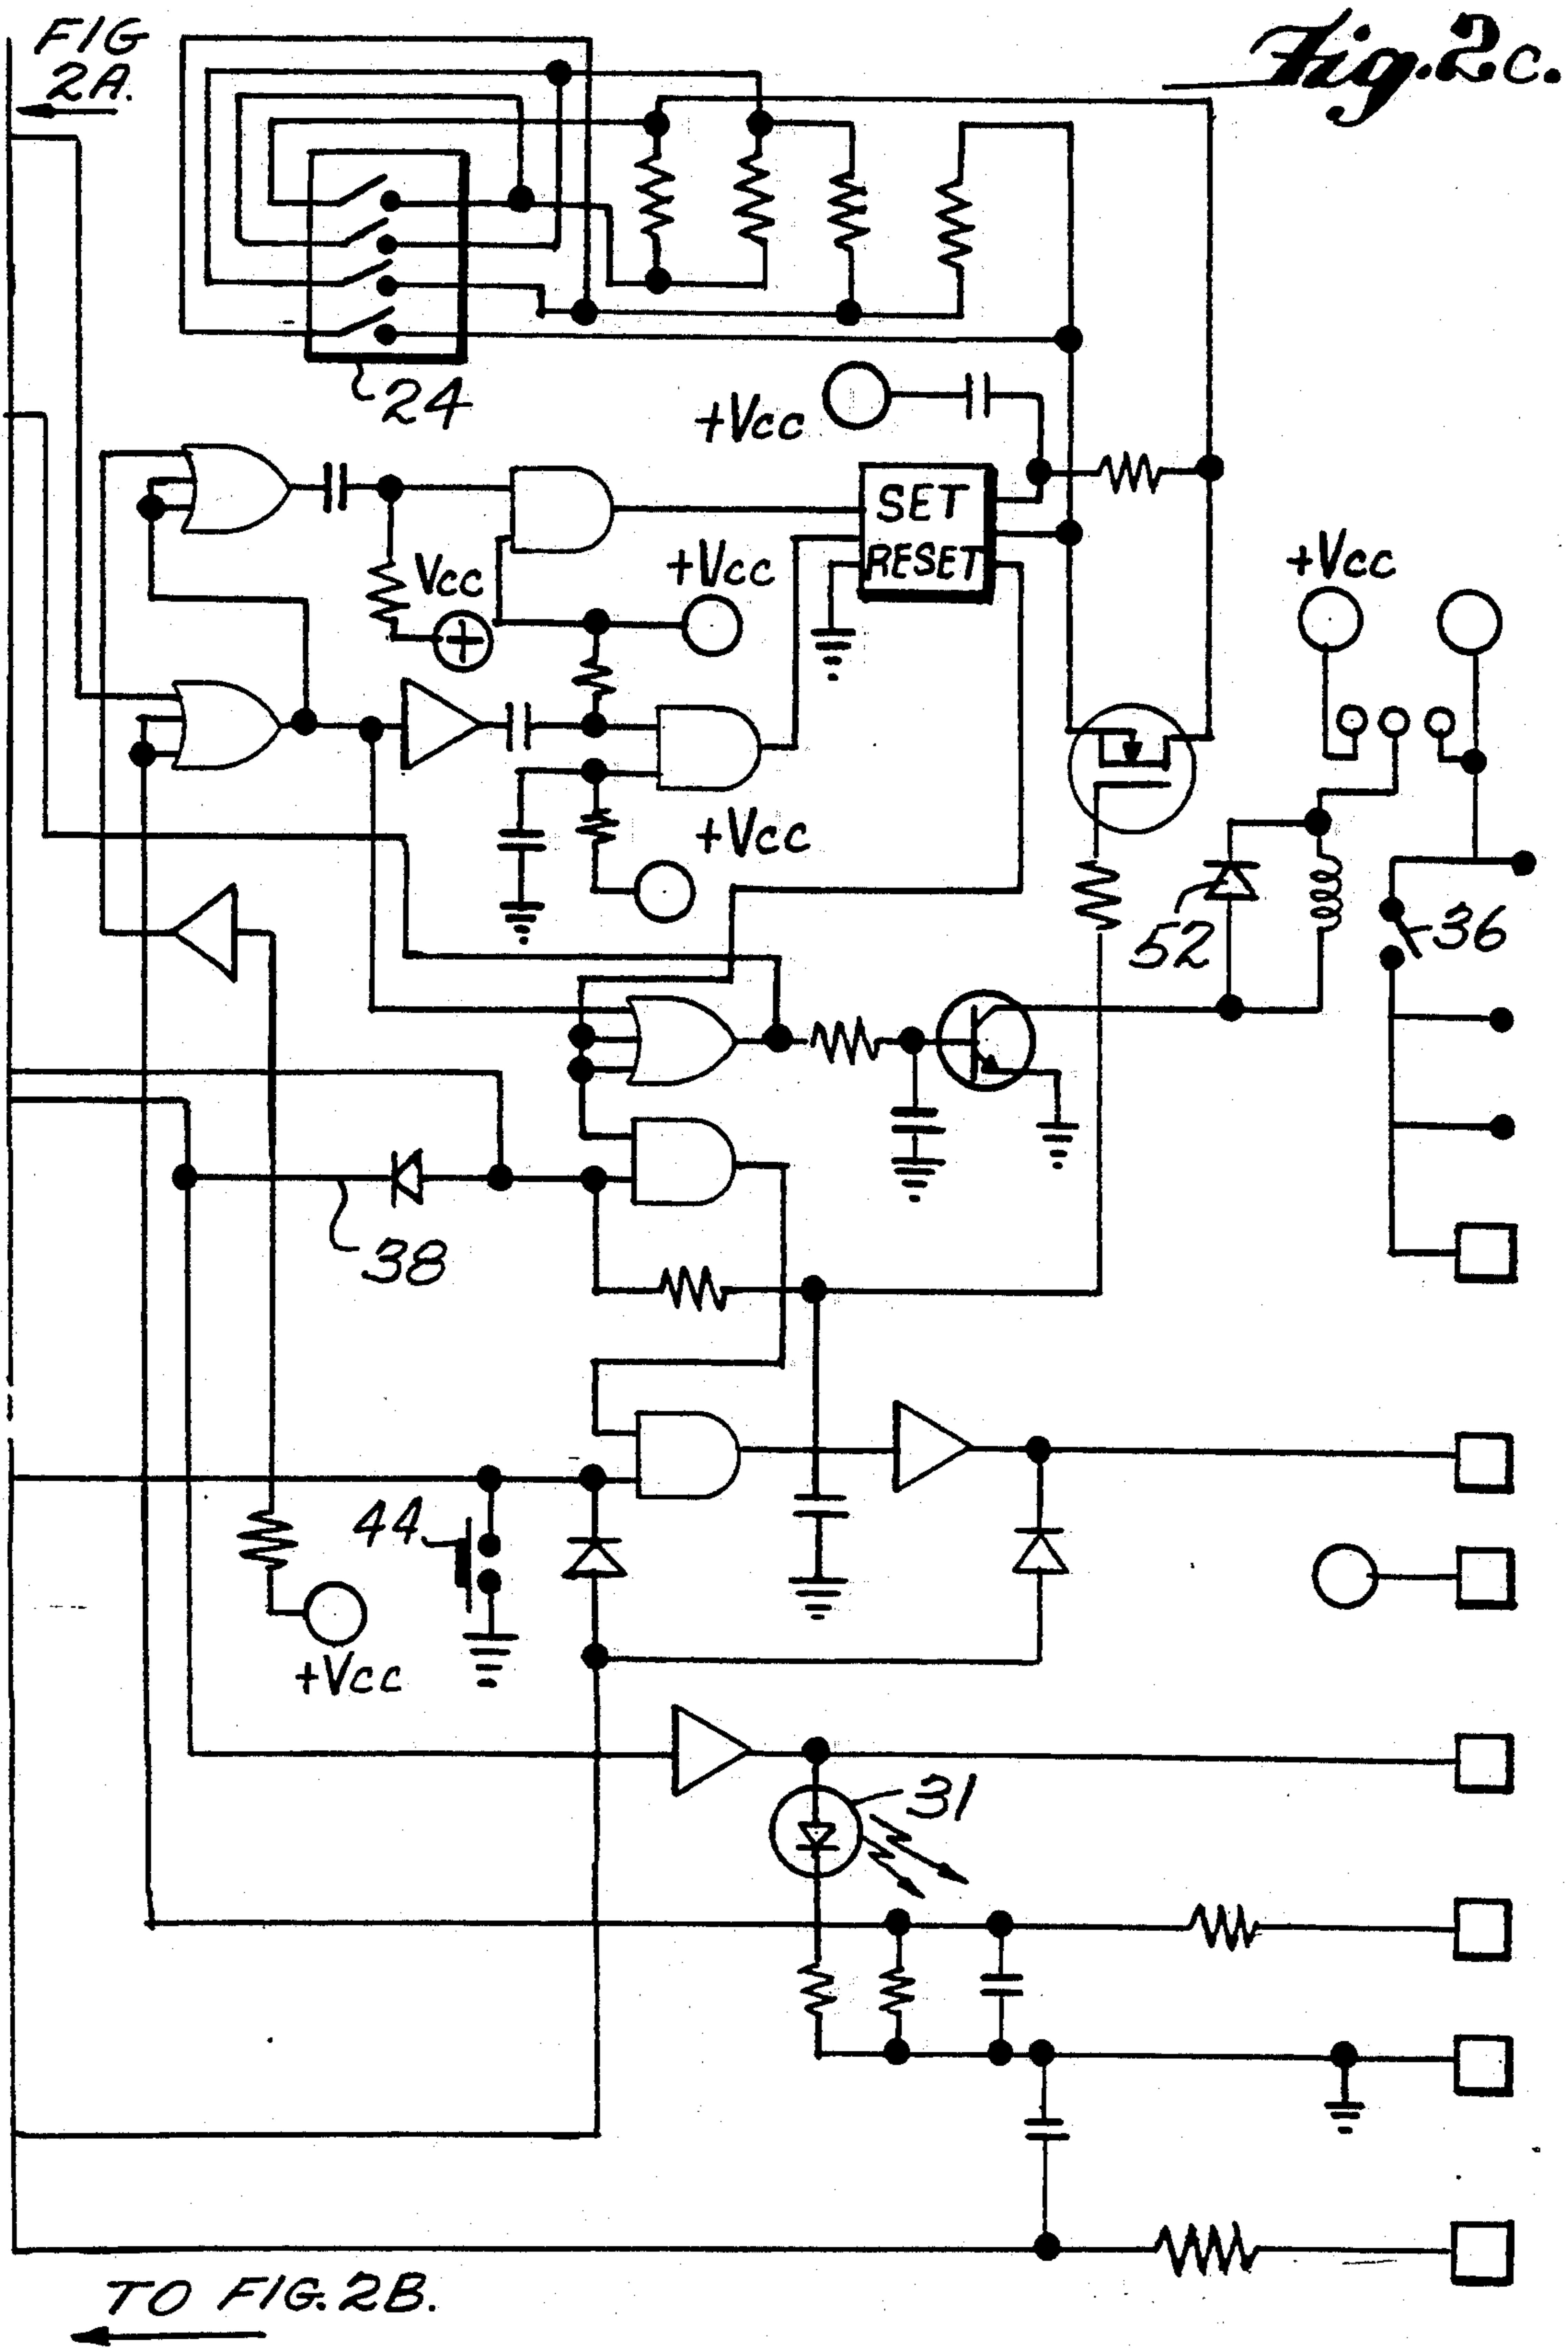 FIG
2A.
Fig. 2c.
24
+Vcc
SET
RESET
Vcc
+
+Vcc
+Vcc
+Vcc
52
36
38
44
+Vcc
31
TO FIG. 2B.